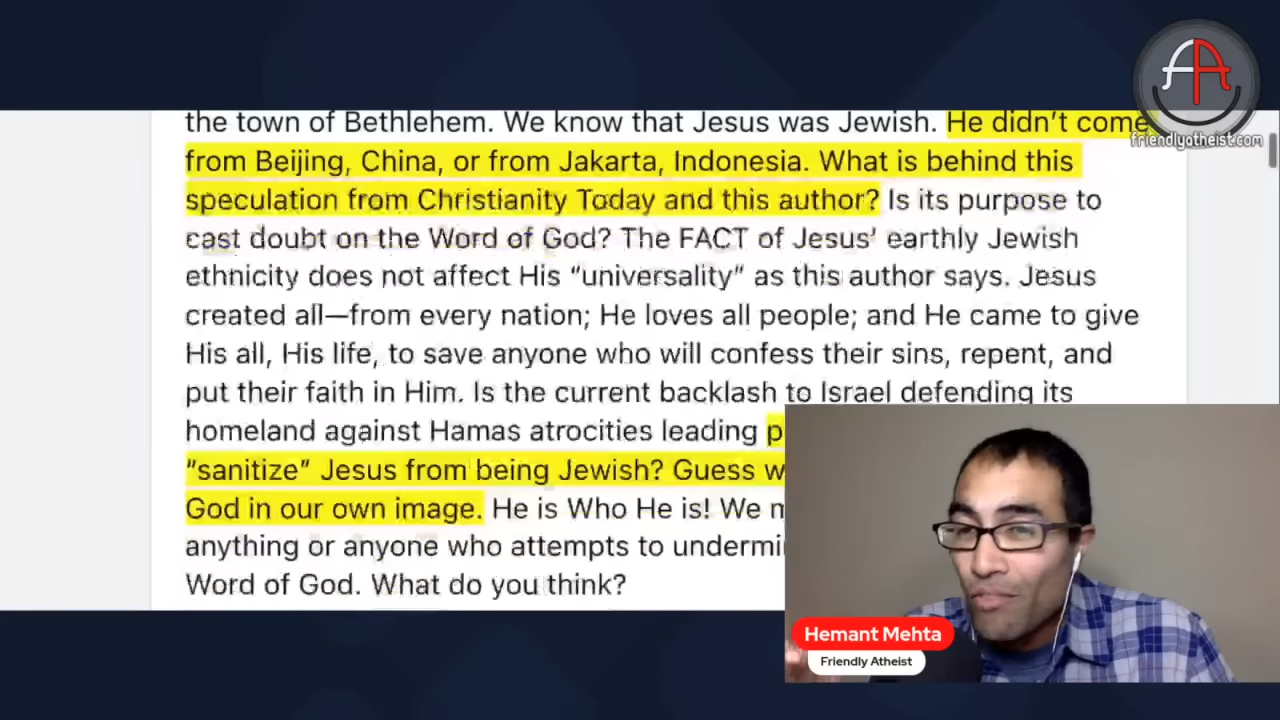 the town of Bethlehem. We know that Jesus was Jewish. He didn't come
from Beijing, China, or from Jakarta, Indonesia. What is behind this
speculation from Christianity Today and this author? Is its purpose to
cast doubt on the Word of God? The FACT of Jesus' earthly Jewish
ethnicity does not affect His “universality” as this author says. Jesus
created all—from every nation; He loves all people; and He came to give
His all, His life, to save anyone who will confess their sins, repent, and
put their faith in Him. Is the current backlash to Israel defending its
homeland against Hamas atrocities leading
“sanitize” Jesus from being Jewish? Guess
God in our own image. He is Who He is! We
anything or anyone who attempts to
Word of God. What do you think?
friendlyatheist.com
Hemant Mehta
Friendly Atheist